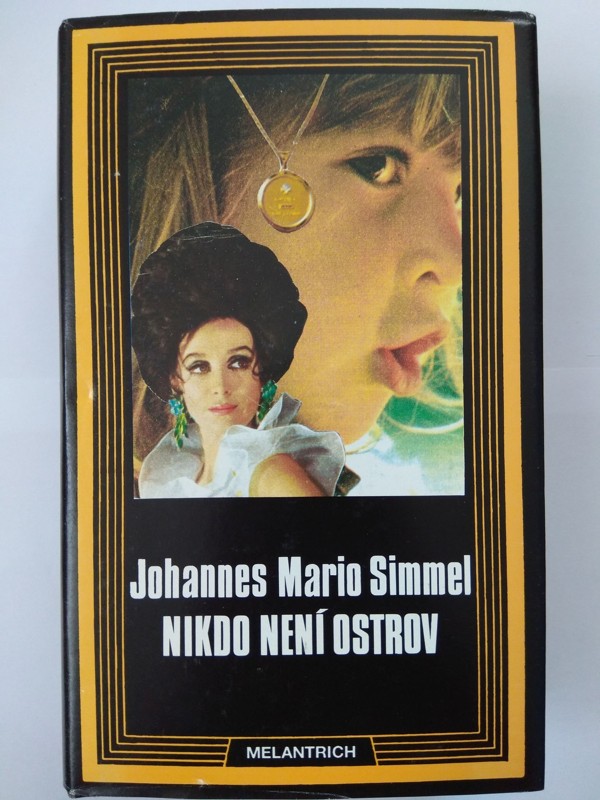 Johannes Mario Simmel
NIKDO NENÍ OSTROV
MELANTRICH